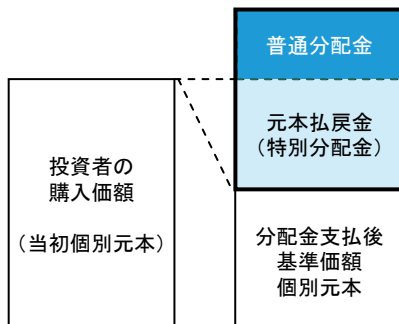 普通分配金
元本払戻金
（特別分配金）
投資者の
購入価額
（当初個別元本）
分配金支払後
基準価額
個別元本